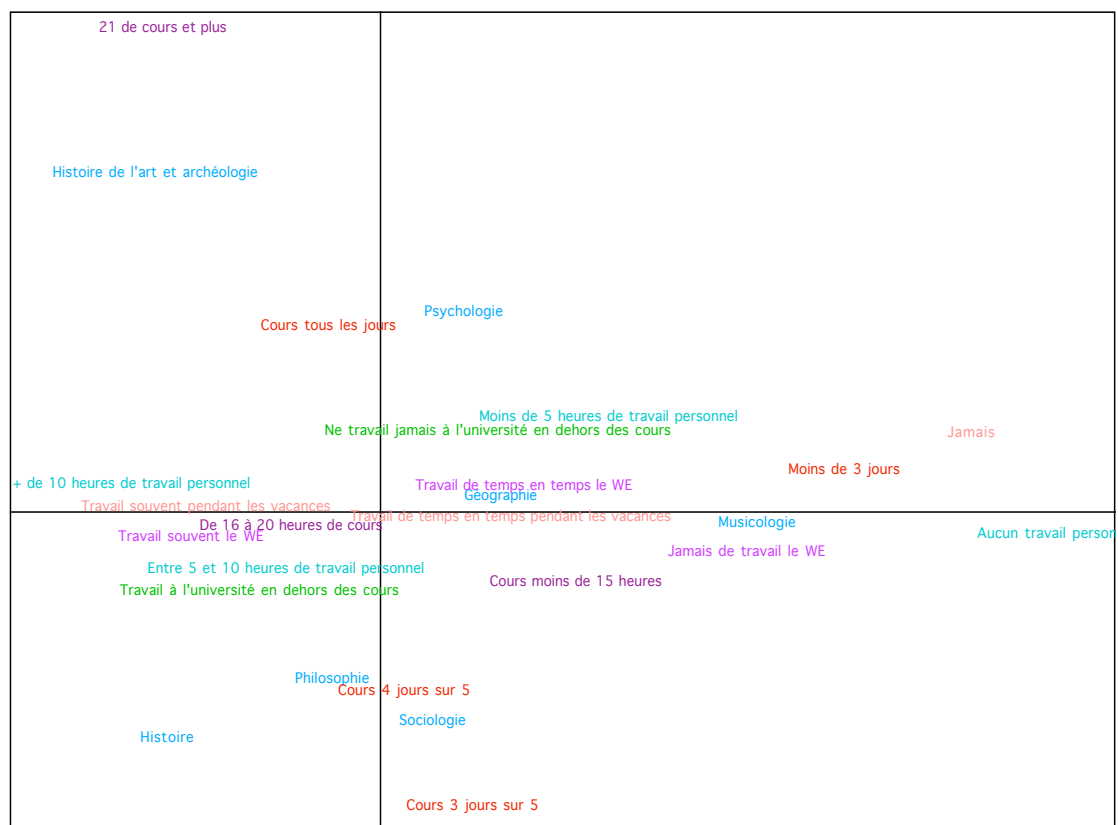 21 de cours et plus
Histoire de l'art et archéologie
Psychologie
Cours tous les jours
Moins de 5 heures de travail personnel
Ne travail jamais à l'université en dehors des cours
Jamais
Moins de 3 jours
+ de 10 heures de travail personnel
Travail de temps en temps le WE
Géographie
Travail souvent pendant les vacances
Travail de temps en temps pendant les vacances
De 16 à 20 heures de cours
Musicologie
Travail souvent le WE
Aucun travail person
Jamais de travail le WE
Entre 5 et 10 heures de travail personnel
Cours moins de 15 heures
Travail à l'université en dehors des cours
Philosophie
Cours 4 jours sur 5
Sociologie
Histoire
Cours 3 jours sur 5